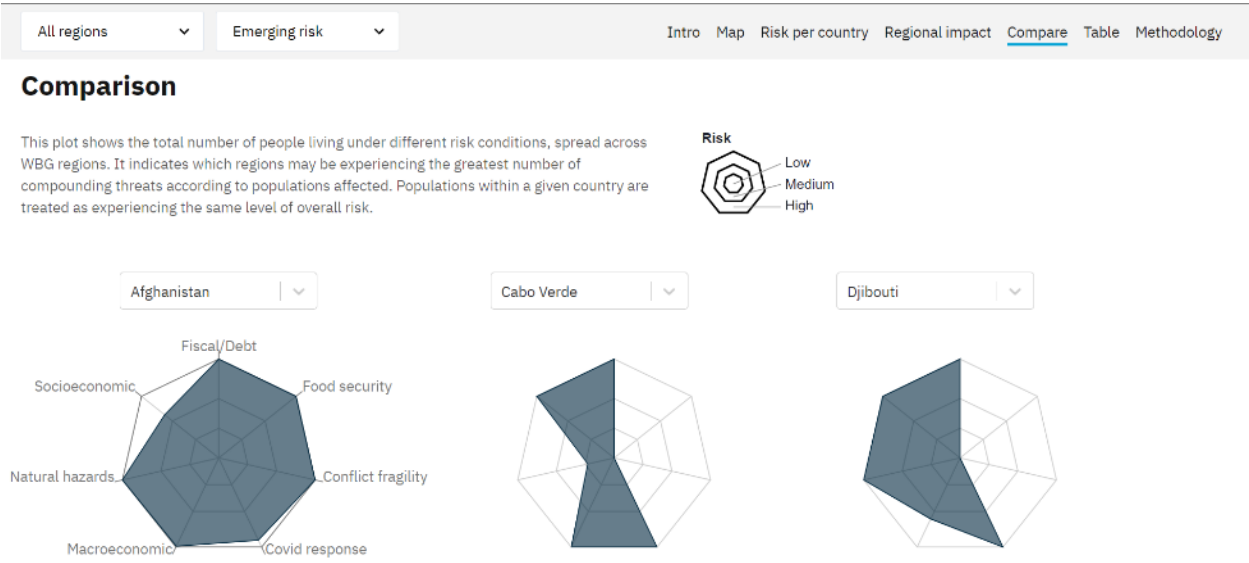 All regions Emerging risk Intro Map Risk per country Regional impact Compare Table Methodology
Comparison
This plot shows the total number of people living under different risk conditions, spread across
WBG regions. It indicates which regions may be experiencing the greatest number of
compounding threats according to populations affected. Populations within a given country are
treated as experiencing the same level of overall risk.
Risk
Low
Medium
High
Afghanistan Cabo Verde Djibouti
Fiscal/Debt
Socioeconomic Food security
Natural hazards Conflict fragility
Macroeconomic Covid response